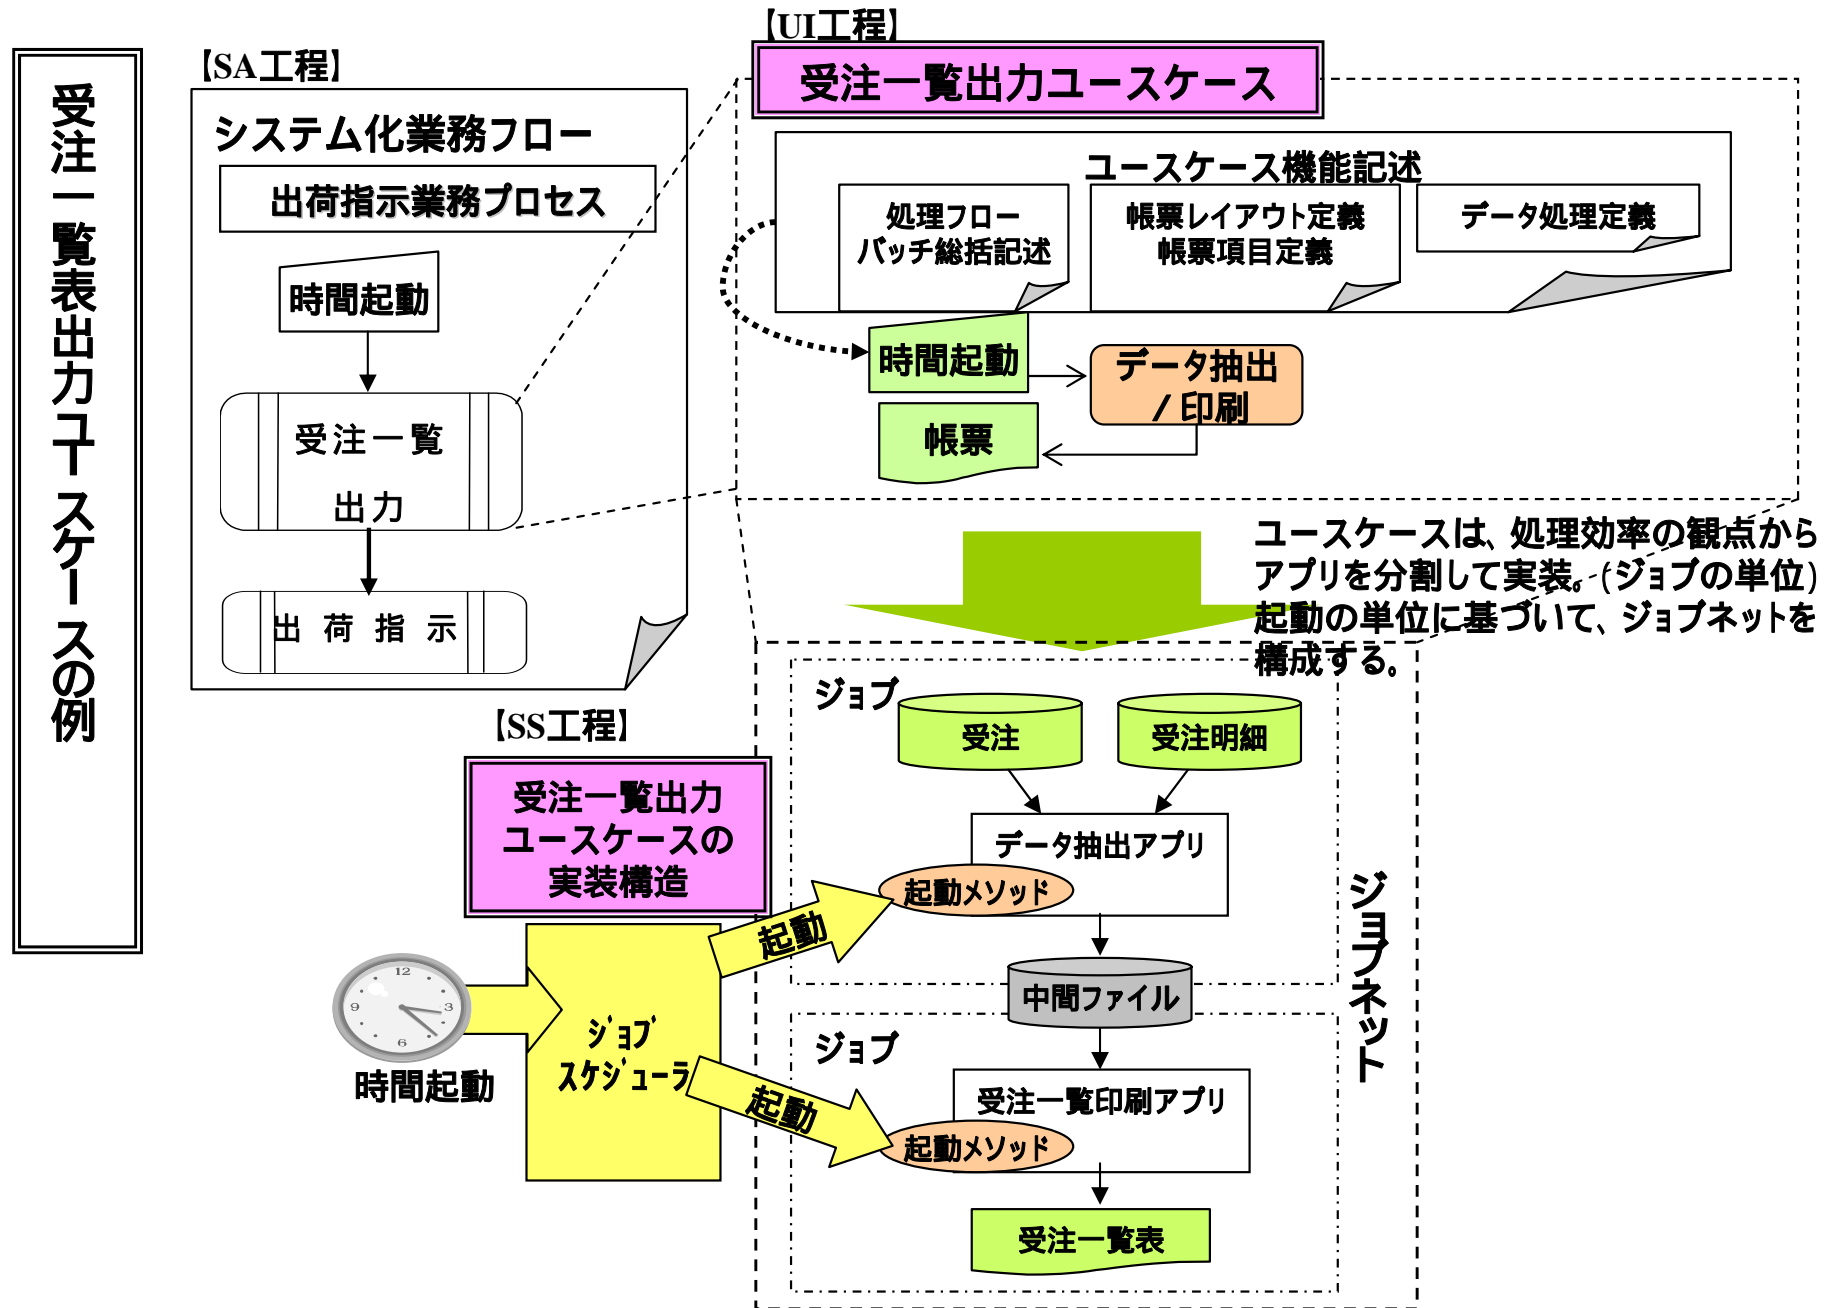 受注一覧表出力ユースケースの例
【SA工程】
システム化業務フロー
出荷指示業務プロセス
時間起動
受注一覧
出力
出荷指示
【UI工程】
受注一覧出力ユースケース
ユースケース機能記述
処理フロー
バッチ総括記述
帳票レイアウト定義
帳票項目定義
データ処理定義
時間起動
データ抽出
/印刷
帳票
ユースケースは、処理効率の観点から
アプリを分割して実装。(ジョブの単位)
起動の単位に基づいて、ジョブネットを
構成する。
【SS工程】
受注一覧出力
ユースケースの
実装構造
12
3
6
9
時間起動
ジョブ
スケジューラ
起動
起動
ジョブ
受注
受注明細
データ抽出アプリ
起動メソッド
中間ファイル
ジョブ
受注一覧印刷アプリ
起動メソッド
受注一覧表
ジョブネット